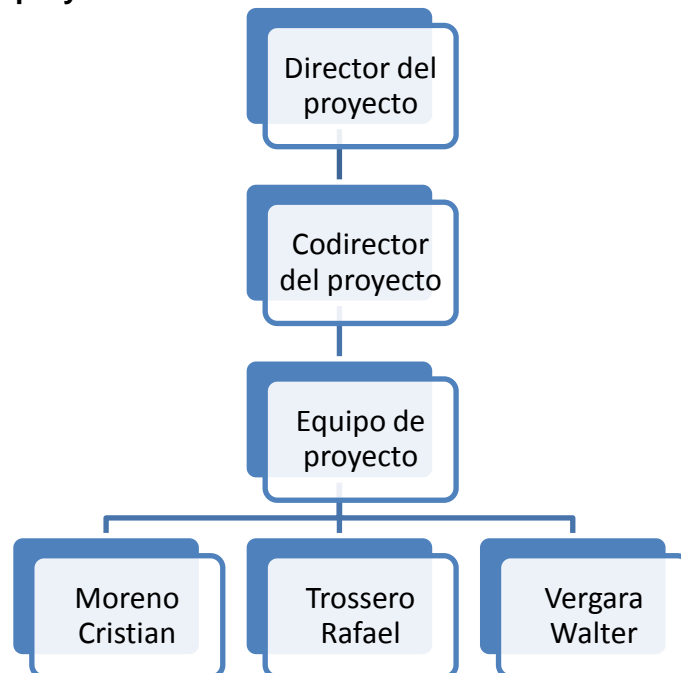 Director del
proyecto
Codirector
del proyecto
Equipo de
proyecto
Moreno
Cristian
Trossero
Rafael
Vergara
Walter